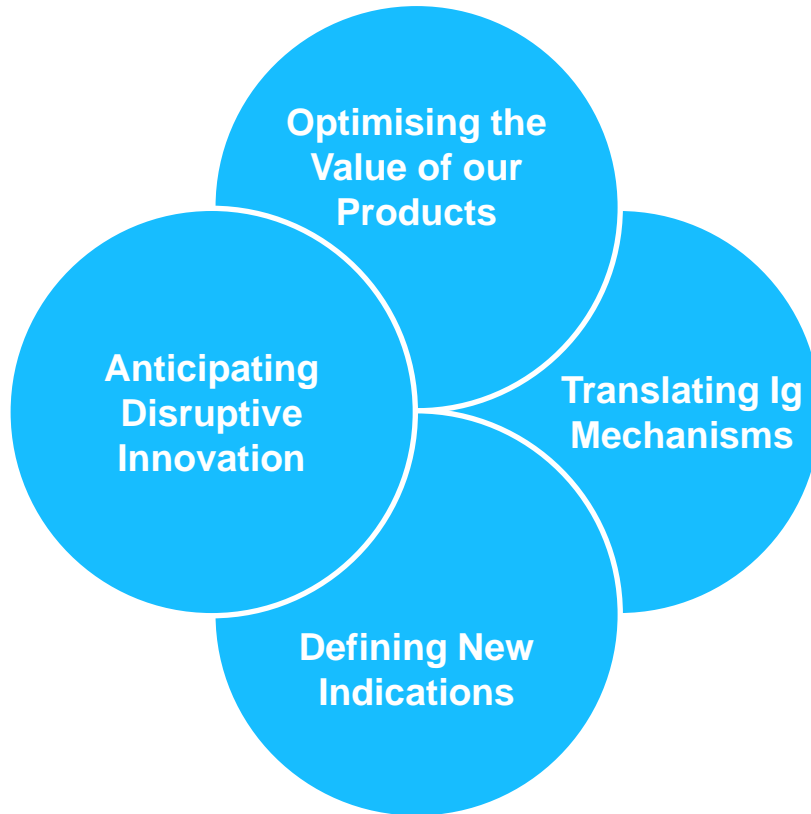 Optimising the
Value of our
Products
Anticipating
Disruptive
Innovation
Translating Ig
Mechanisms
Defining New
Indications